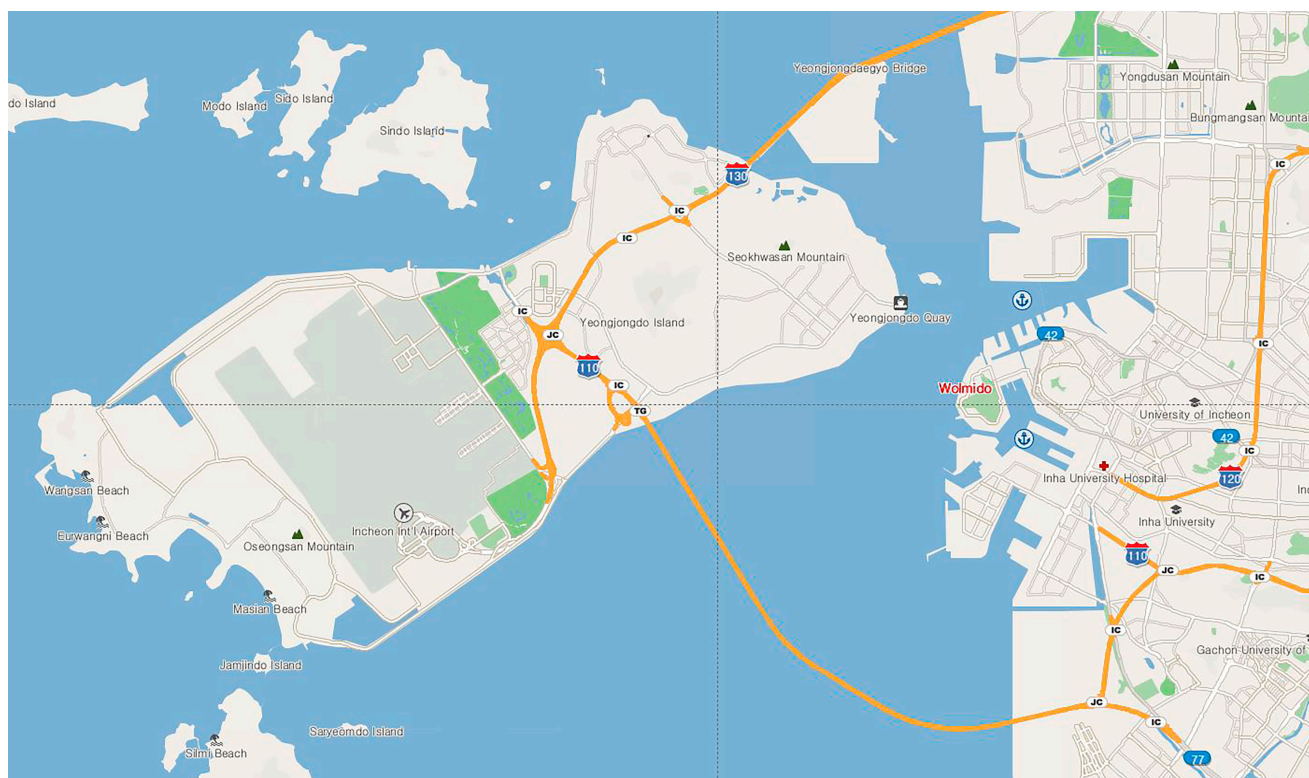 Yeongjongdaegyo Bridge
Yongdusan Mountain
do Island
Modo Island
Sido Island
Sindo Island
Bungmangsan Mountai
IC
130
IC
IC
Seokhwasan Mountain
IC
Yeongjongdo Island
Yeongjongdo Quay
JC
42
IC
110
IC
Wolmido
TG
University of Incheon
42
IC
Wangsan Beach
Inha University Hospital
120
Inc
Eurwangni Beach
Incheon Int'l Airport
Inha University
Oseongsan Mountain
110
JC
IC
Masian Beach
IC
Gachon University of
Jamjindo Island
JC
IC
Saryeomdo Island
Silmi Beach
77